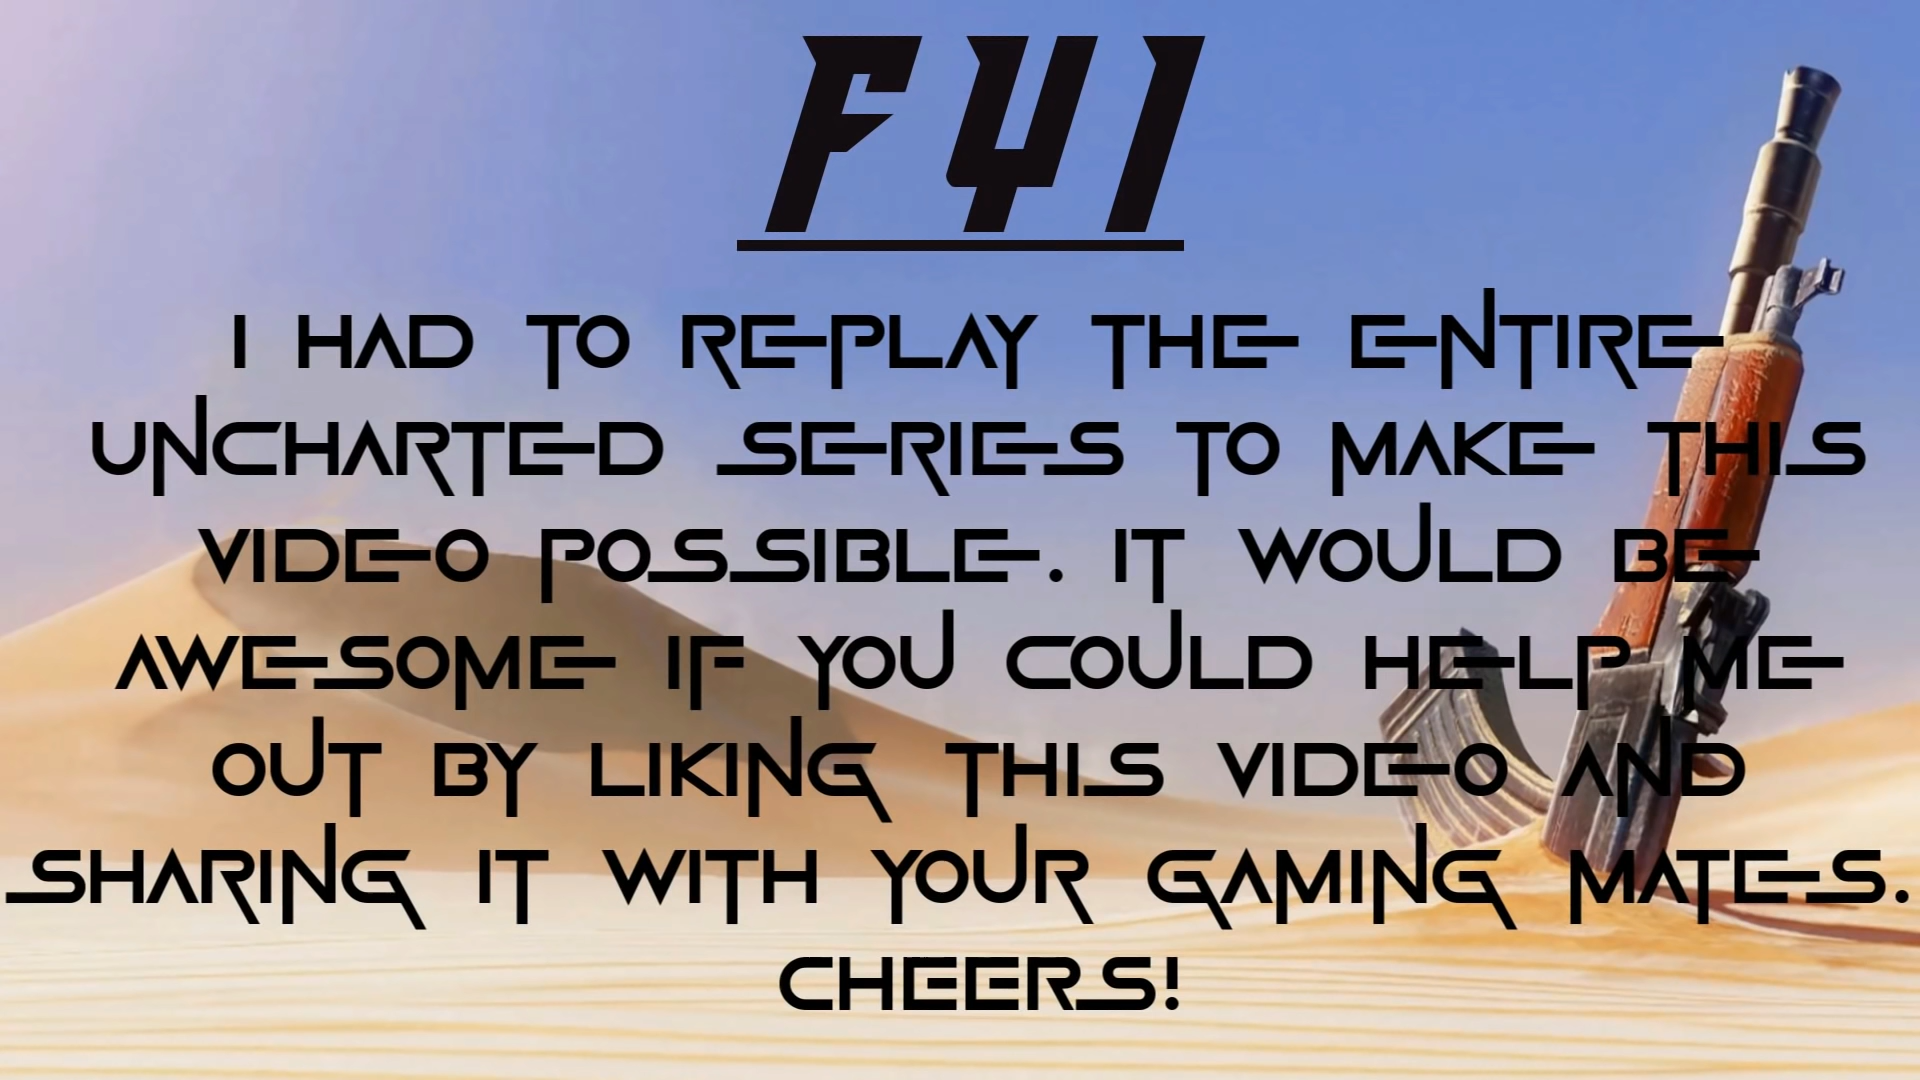 FYI
I HAD TO REPLAY THE ENTIRE
UNCHARTED SERIES TO MAKE THIS
VIDEO POSSIBLE. IT WOULD BE
AWESOME IF YOU COULD HELP ME
OUT BY LIKING THIS VIDEO AND
SHARING IT WITH YOUR GAMING MATES.
CHEERS!